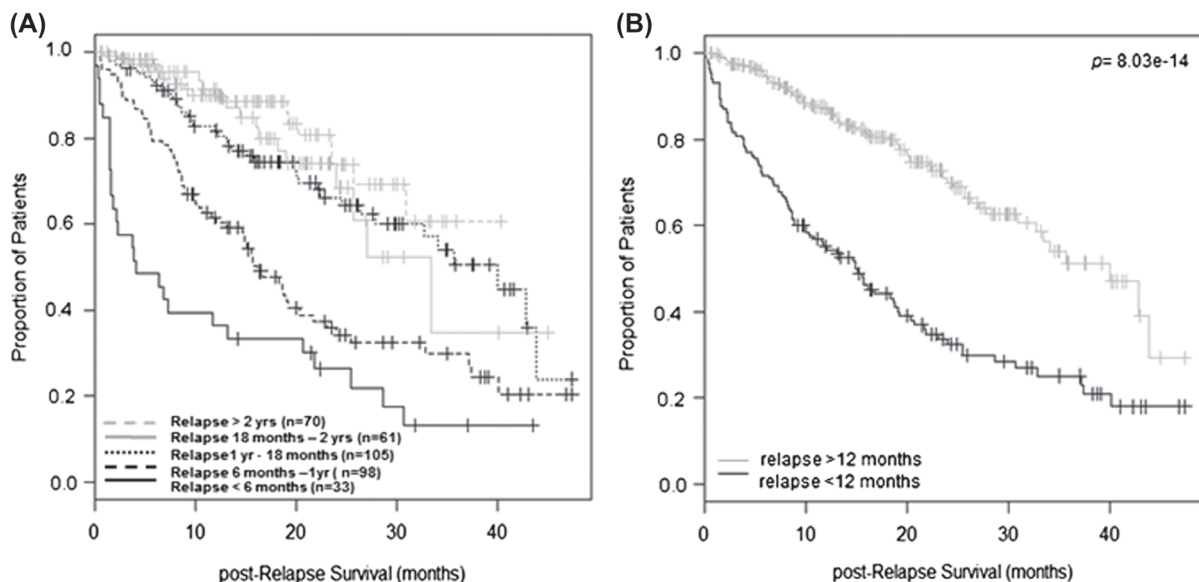 (A)
Proportion of Patients
1.0
0.8
0.6
0.4
0.2
0.0
Relapse > 2 yrs (n=70)
Relapse 18 months – 2 yrs (n=61)
Relapse1 yr - 18 months (n=105)
Relapse 6 months –1yr ( n=98)
Relapse < 6 months (n=33)
0 10 20 30 40
post-Relapse Survival (months)
(B)
p= 8.03e-14
Proportion of Patients
1.0
0.8
0.6
0.4
0.2
0.0
relapse >12 months
relapse <12 months
0 10 20 30 40
post-Relapse Survival (months)